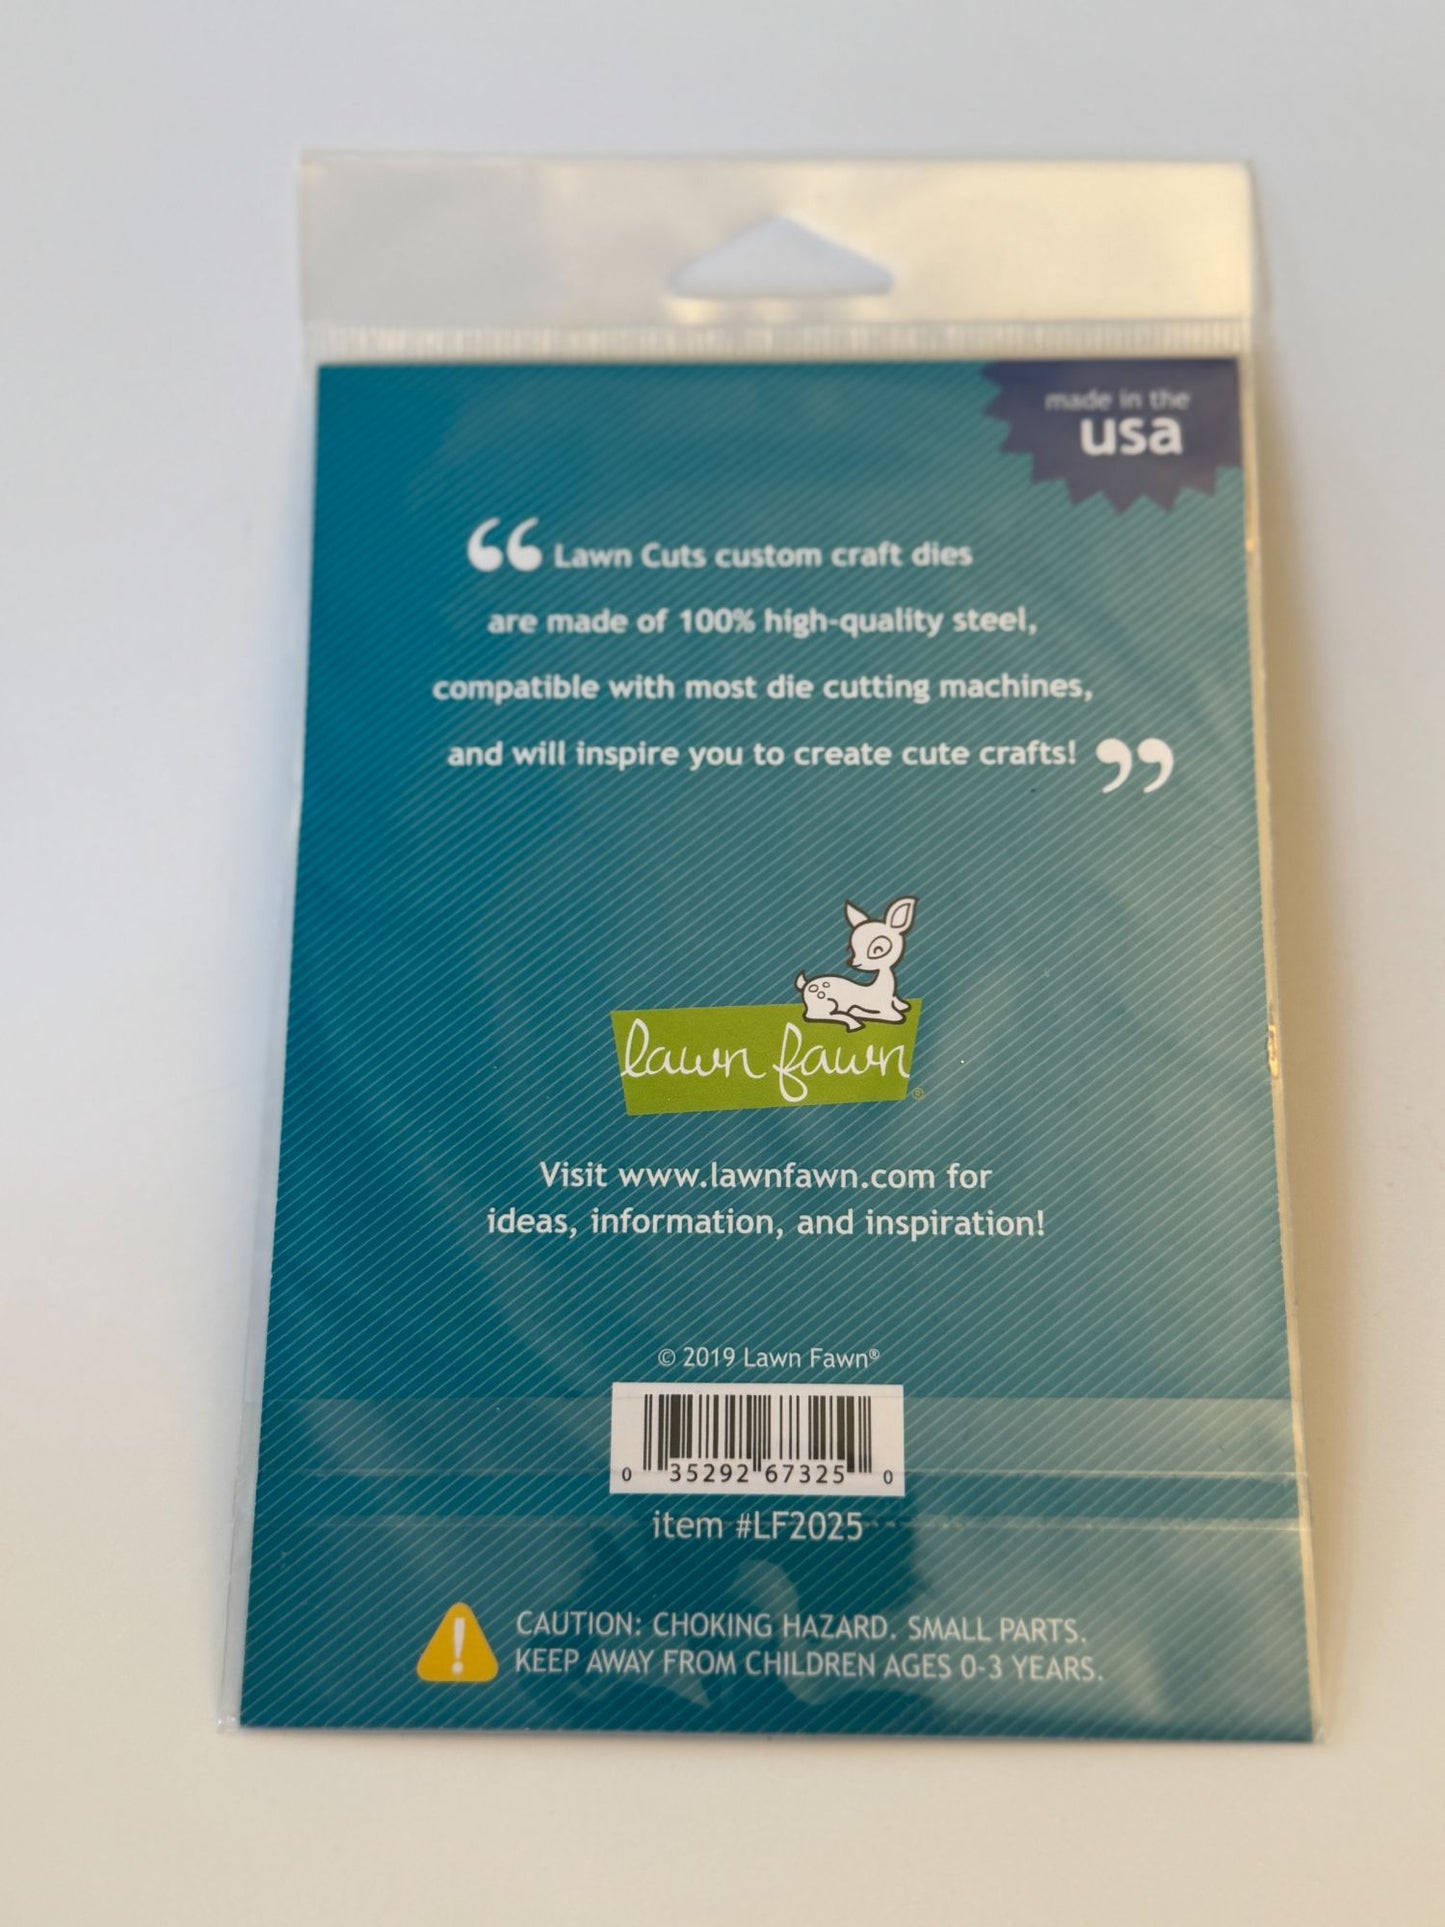 made in the
usa
“ Lawn Cuts custom craft dies
are made of 100% high-quality steel,
compatible with most die cutting machines,
and will inspire you to create cute crafts! ”
lawn fawn®
Visit www.lawnfawn.com for
ideas, information, and inspiration!
© 2019 Lawn Fawn®
0 35292 67325 0
item #LF2025
CAUTION: CHOKING HAZARD. SMALL PARTS.
KEEP AWAY FROM CHILDREN AGES 0-3 YEARS.